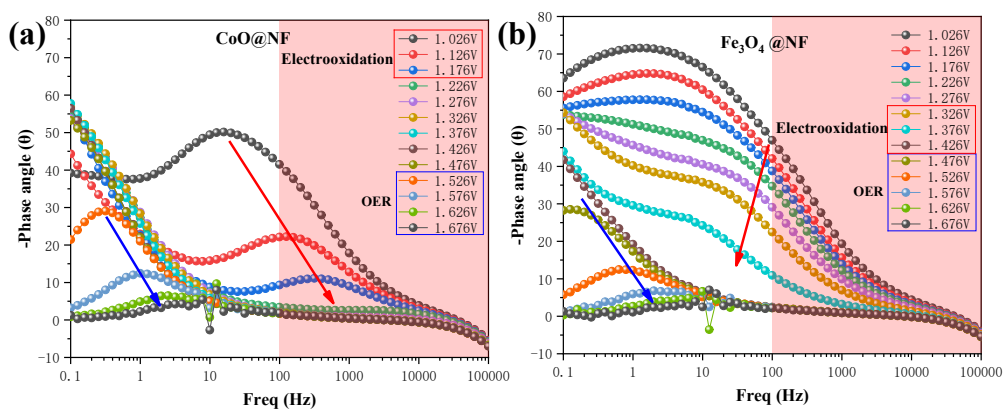 (a)
CoO@NF
Electrooxidation
1.026V
1.126V
1.176V
1.226V
1.276V
1.326V
1.376V
1.426V
1.476V
1.526V
1.576V
1.626V
1.676V
OER
-Phase angle (θ)
80
70
60
50
40
30
20
10
0
-10
0.1
1
10
100
1000
10000
100000
Freq (Hz)
(b)
Fe3O4 @NF
1.026V
1.126V
1.176V
1.226V
1.276V
1.326V
1.376V
1.426V
1.476V
1.526V
1.576V
1.626V
1.676V
Electrooxidation
OER
-Phase angle (θ)
80
70
60
50
40
30
20
10
0
-10
0.1
1
10
100
1000
10000
100000
Freq (Hz)